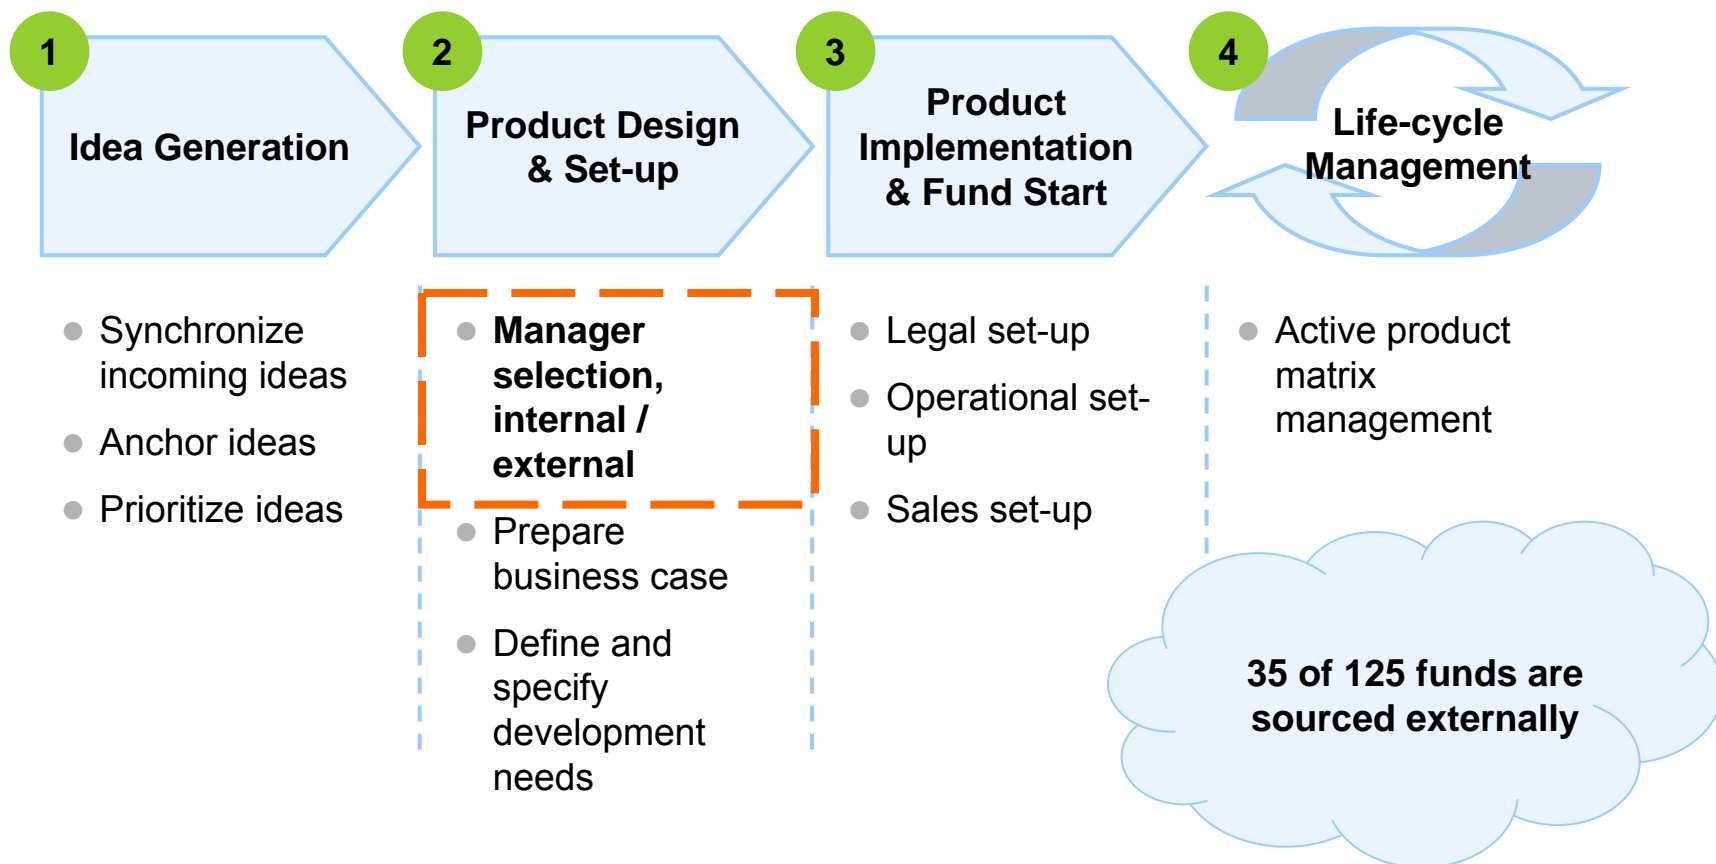 1
Idea Generation
2
Product Design
& Set-up
3
Product
Implementation
& Fund Start
4
Life-cycle
Management
Synchronize
incoming ideas
Anchor ideas
Prioritize ideas
Manager
selection,
internal /
external
Prepare
business case
Define and
specify
development
needs
Legal set-up
Operational set-
up
Sales set-up
Active product
matrix
management
35 of 125 funds are
sourced externally